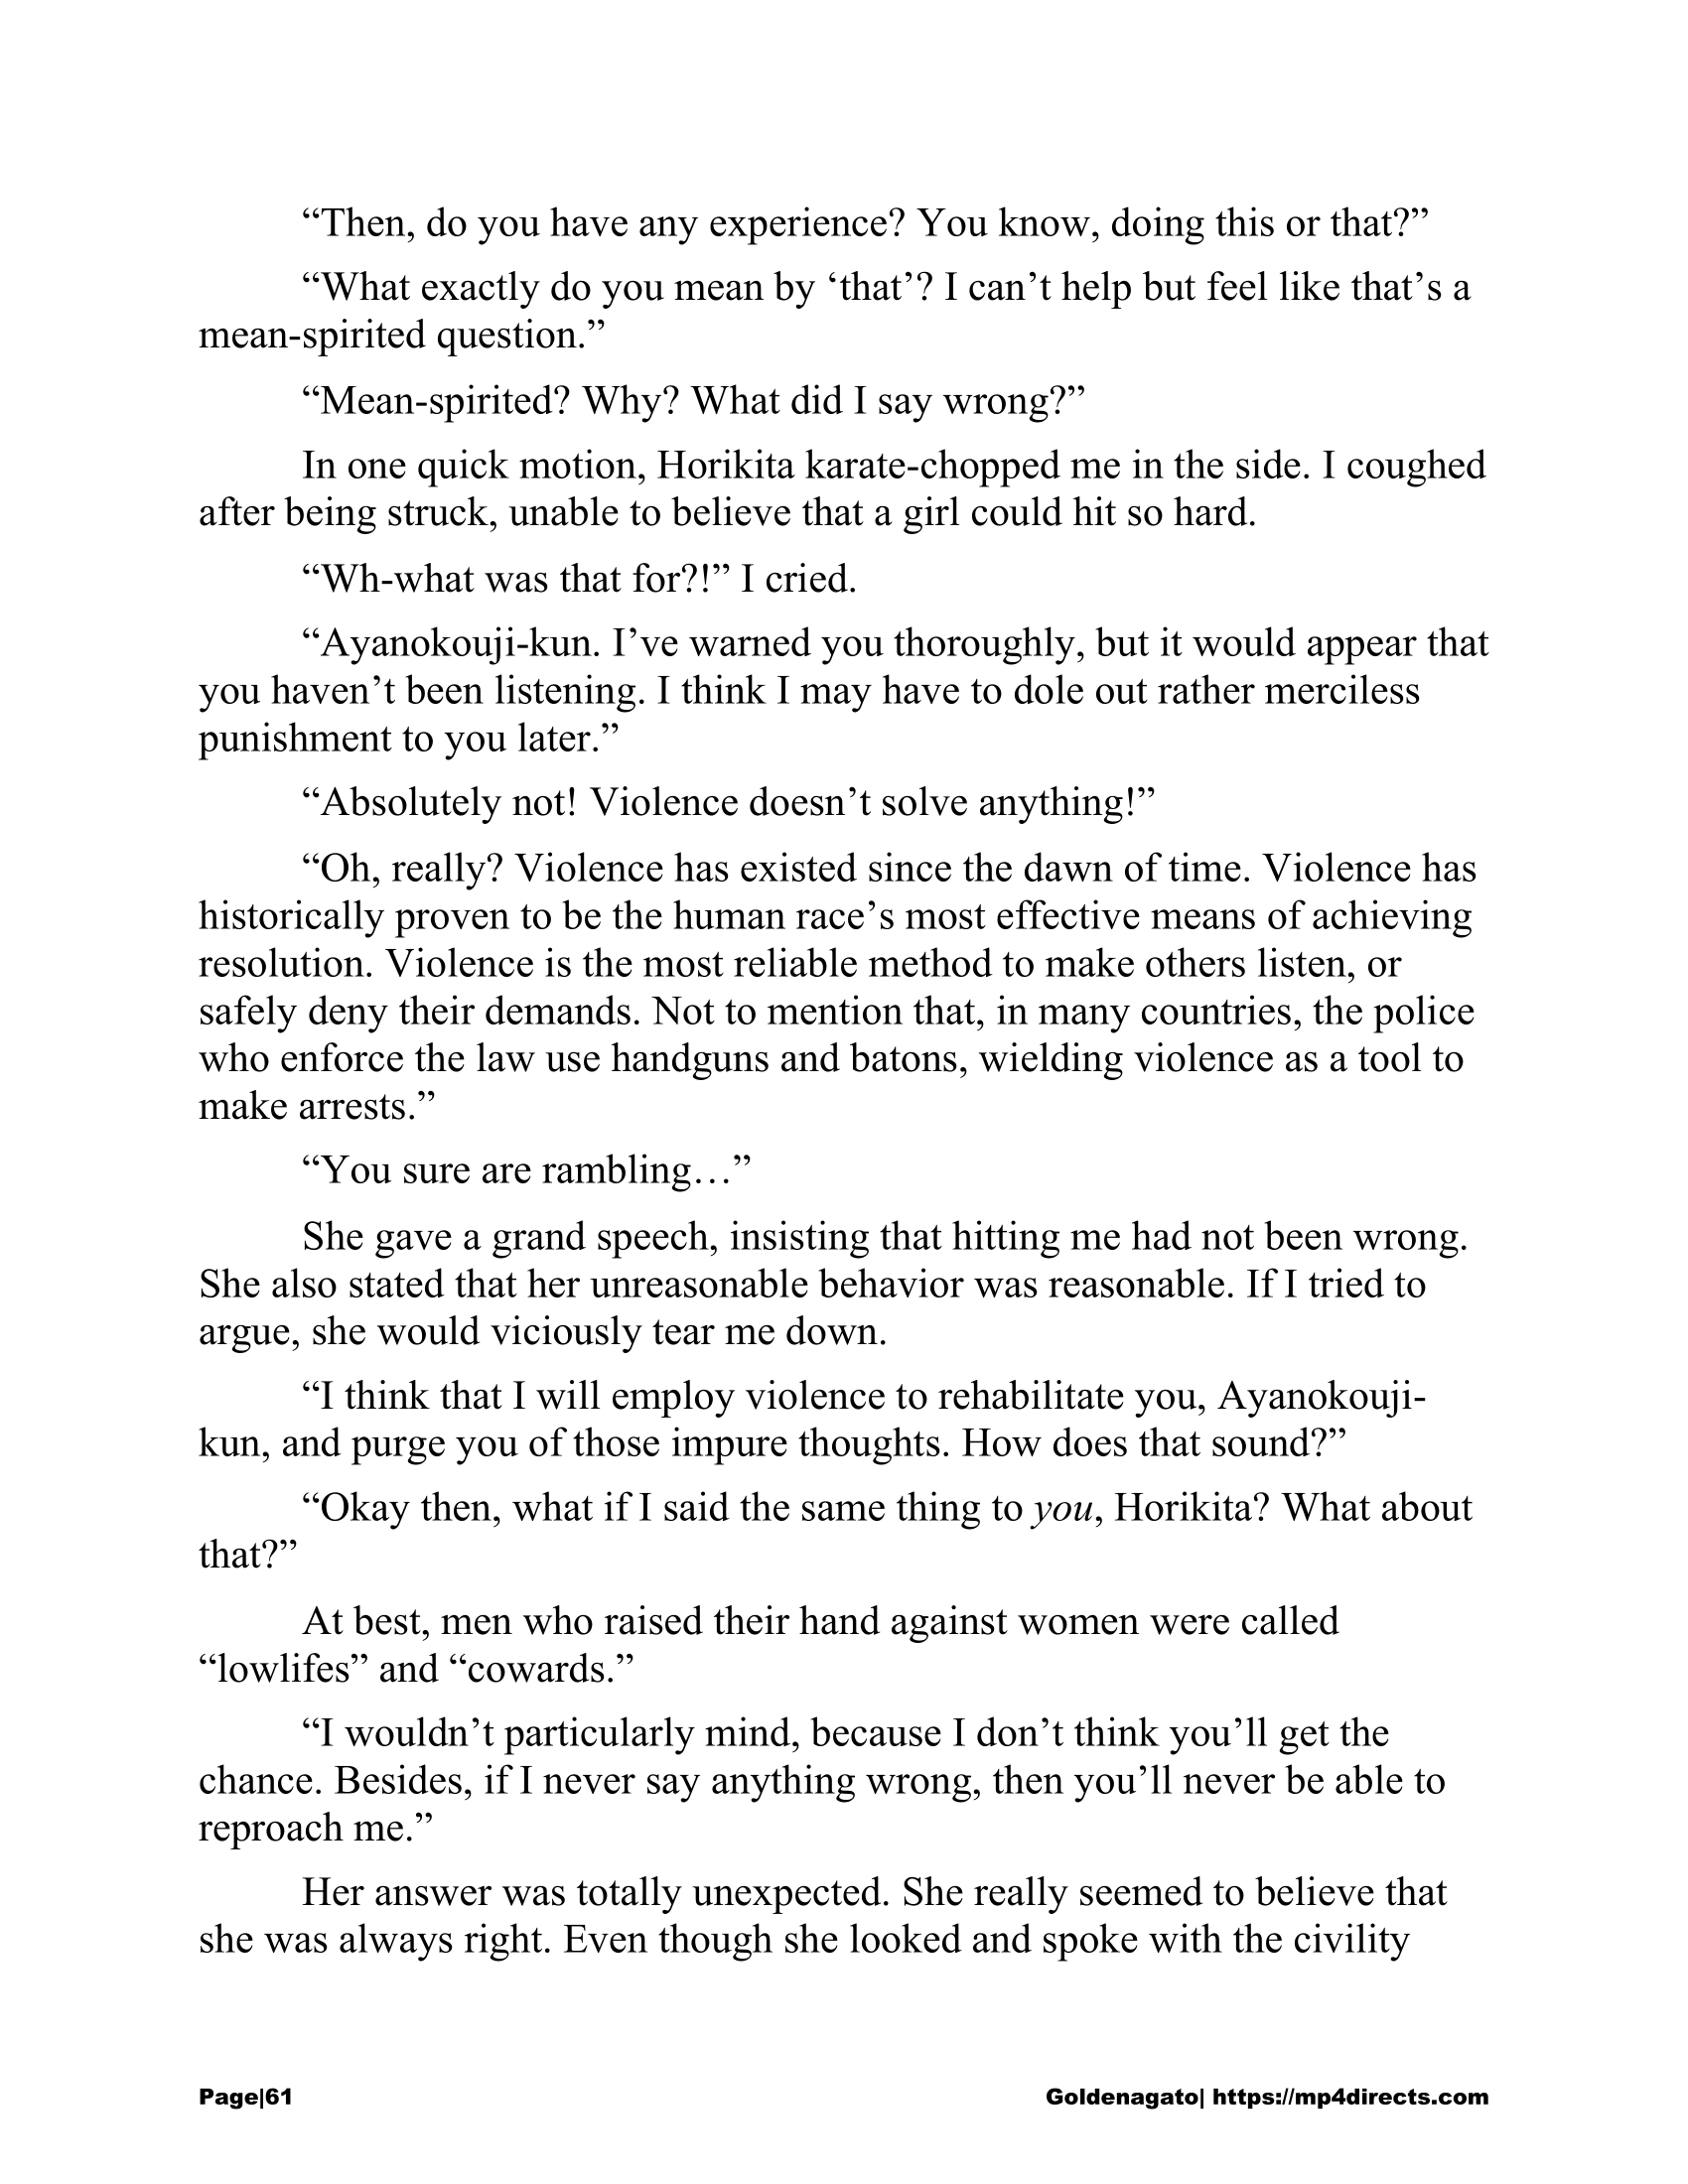 “Then, do you have any experience? You know, doing this or that?”
“What exactly do you mean by ‘that’? I can’t help but feel like that’s a
mean-spirited question.”
“Mean-spirited? Why? What did I say wrong?”
In one quick motion, Horikita karate-chopped me in the side. I coughed
after being struck, unable to believe that a girl could hit so hard.
“Wh-what was that for?!” I cried.
“Ayanokouji-kun. I’ve warned you thoroughly, but it would appear that
you haven’t been listening. I think I may have to dole out rather merciless
punishment to you later.”
“Absolutely not! Violence doesn’t solve anything!”
“Oh, really? Violence has existed since the dawn of time. Violence has
historically proven to be the human race’s most effective means of achieving
resolution. Violence is the most reliable method to make others listen, or
safely deny their demands. Not to mention that, in many countries, the police
who enforce the law use handguns and batons, wielding violence as a tool to
make arrests.”
“You sure are rambling…”
She gave a grand speech, insisting that hitting me had not been wrong.
She also stated that her unreasonable behavior was reasonable. If I tried to
argue, she would viciously tear me down.
“I think that I will employ violence to rehabilitate you, Ayanokouji-
kun, and purge you of those impure thoughts. How does that sound?”
“Okay then, what if I said the same thing to you, Horikita? What about
that?”
At best, men who raised their hand against women were called
“lowlifes” and “cowards.”
“I wouldn’t particularly mind, because I don’t think you’ll get the
chance. Besides, if I never say anything wrong, then you’ll never be able to
reproach me.”
Her answer was totally unexpected. She really seemed to believe that
she was always right. Even though she looked and spoke with the civility
Page|61 Goldenagato| https://mp4directs.com